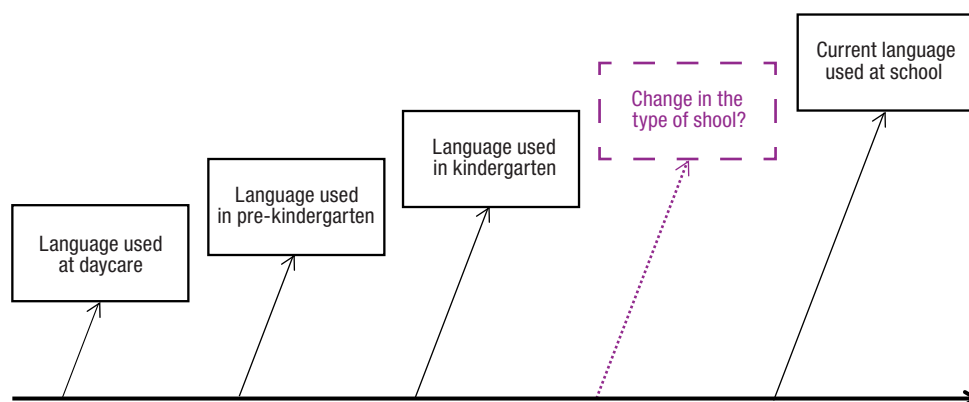 Language used
at daycare
Language used
in pre-kindergarten
Language used
in kindergarten
Change in the
type of shool?
Current language
used at school